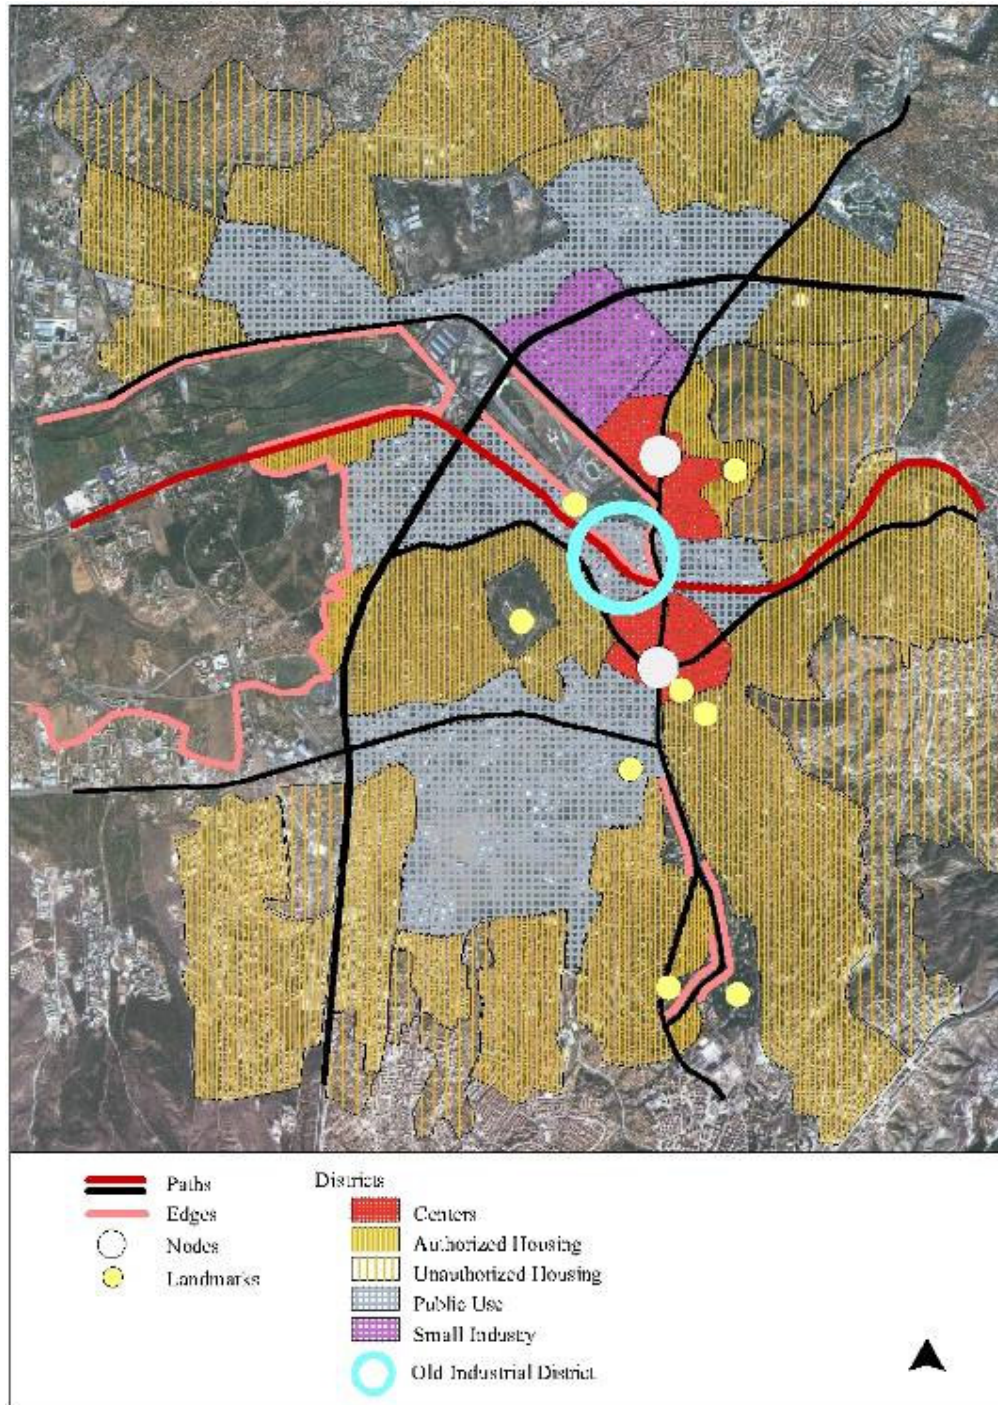 Paths
Edges
Nodes
Landmarks
Districts
Centers
Authorized Housing
Unauthorized Housing
Public Use
Small Industry
Old Industrial District